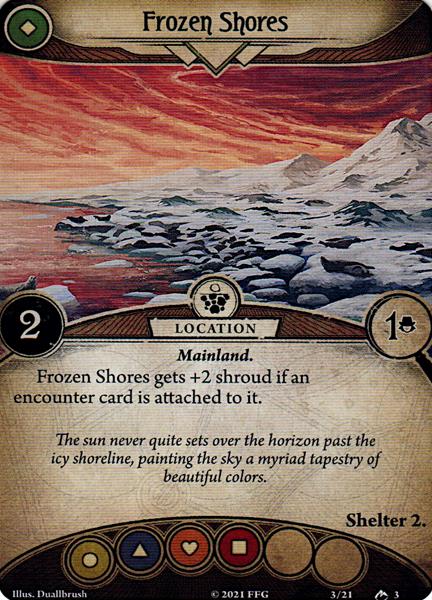 Frozen Shores
2
LOCATION
1
Mainland.
Frozen Shores gets +2 shroud if an
encounter card is attached to it.
The sun never quite sets over the horizon past the
icy shoreline, painting the sky a myriad tapestry of
beautiful colors.
Shelter 2.
Illus. Duallbrush
© 2021 FFG
3/21
3